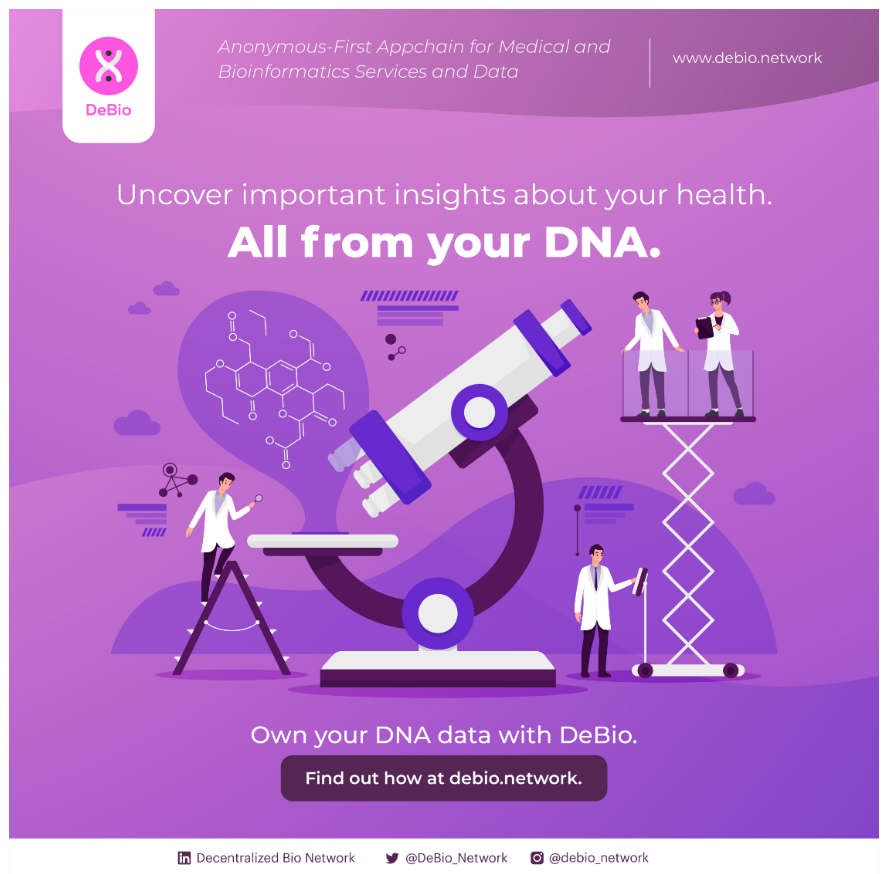 DeBio
Anonymous-First Appchain for Medical and
Bioinformatics Services and Data
www.debio.network
Uncover important insights about your health.
All from your DNA.
Own your DNA data with DeBio.
Find out how at debio.network.
Decentralized Bio Network
@DeBio_Network
@debio_network